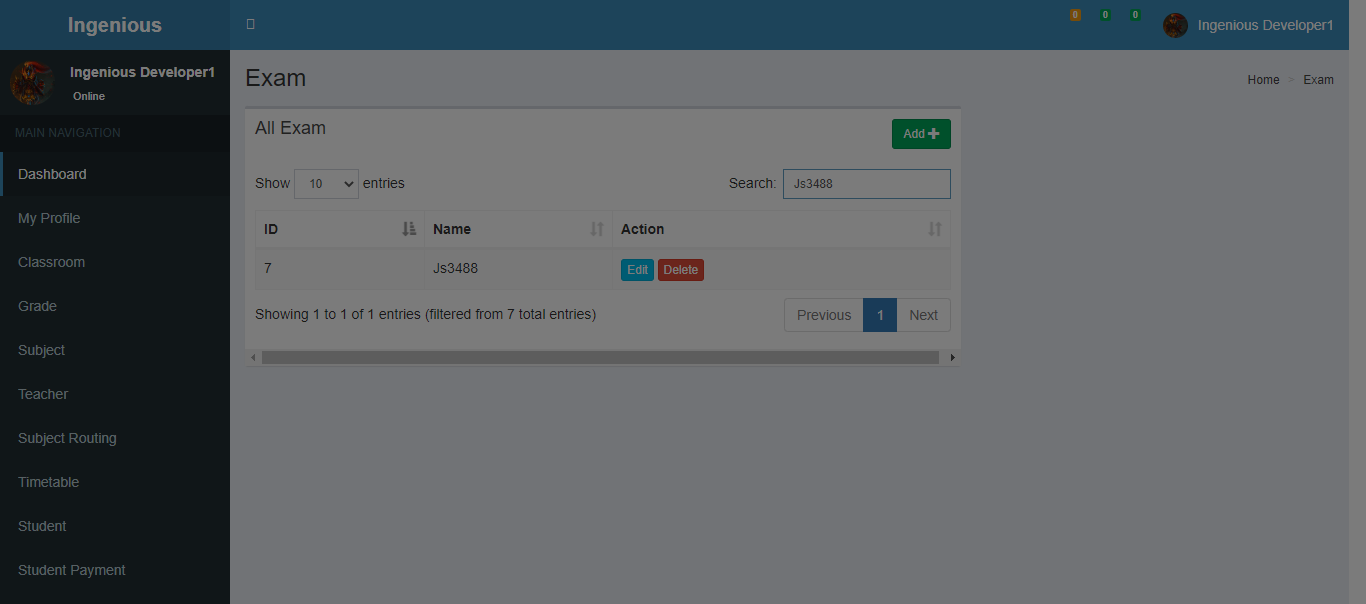 Ingenious
0 0 0 Ingenious Developer1
Ingenious Developer1
Online
MAIN NAVIGATION
Dashboard
My Profile
Classroom
Grade
Subject
Teacher
Subject Routing
Timetable
Student
Student Payment
Exam
Home > Exam
All Exam
Add
Show 10 entries
Search: Js3488
ID Name Action
7 Js3488 Edit Delete
Showing 1 to 1 of 1 entries (filtered from 7 total entries)
Previous 1 Next